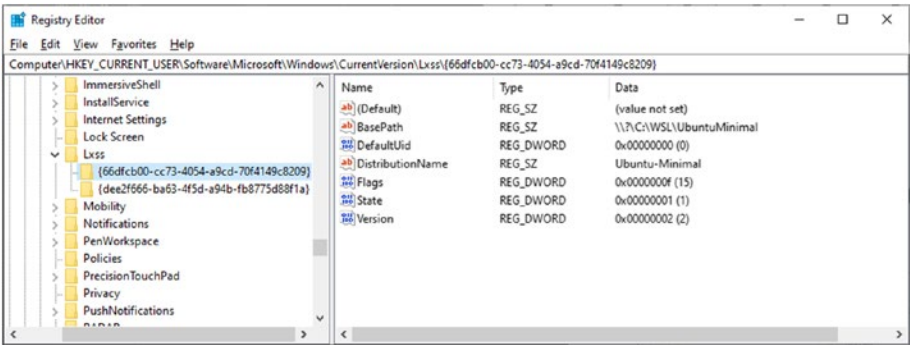 Registry Editor
File Edit View Favorites Help
Computer\HKEY_CURRENT_USER\Software\Microsoft\Windows\CurrentVersion\Lxss\{66dfcb00-cc73-4054-a9cd-70f4149c8209}
ImmersiveShell
InstallService
Internet Settings
Lock Screen
Lxss
{66dfcb00-cc73-4054-a9cd-70f4149c8209}
{dee2f666-ba63-4f5d-a94b-fb8775d88f1a}
Mobility
Notifications
PenWorkspace
Policies
PrecisionTouchPad
Privacy
PushNotifications
Name Type Data
(Default) REG_SZ (value not set)
BasePath REG_SZ \\?\C:\WSL\UbuntuMinimal
DefaultUid REG_DWORD 0x00000000 (0)
DistributionName REG_SZ Ubuntu-Minimal
Flags REG_DWORD 0x0000000f (15)
State REG_DWORD 0x00000001 (1)
Version REG_DWORD 0x00000002 (2)